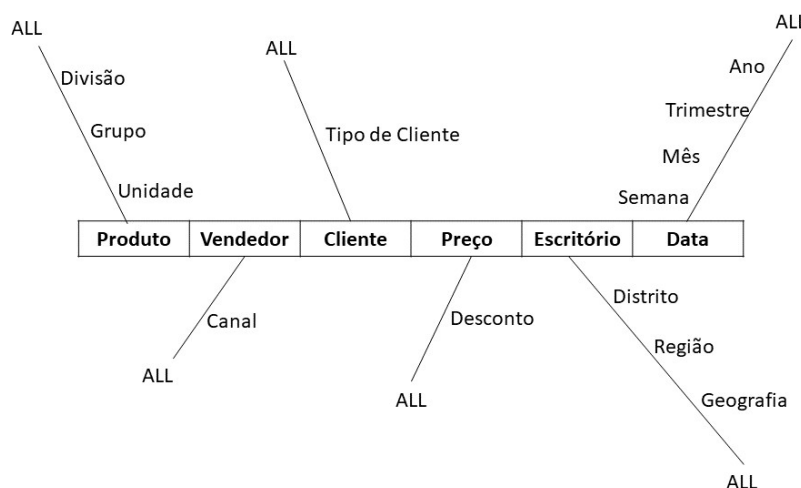 ALL
Divisão
Grupo
Unidade
ALL
Tipo de Cliente
ALL
Ano
Trimestre
Mês
Semana
Produto Vendedor Cliente Preço Escritório Data
Canal
ALL
Desconto
ALL
Distrito
Região
Geografia
ALL